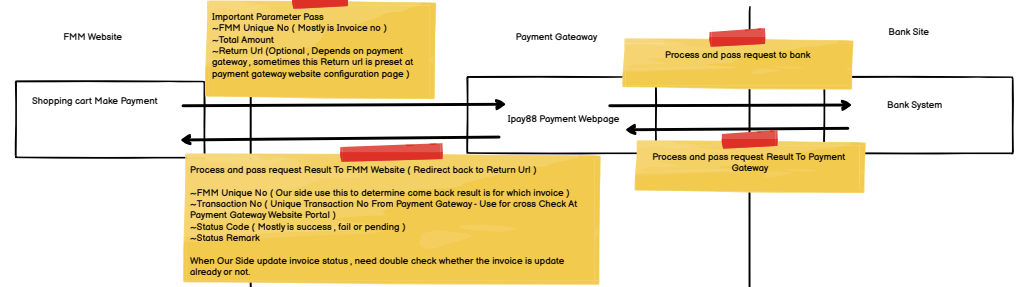 Important Parameter Pass
~FMM Unique No ( Mostly is Invoice no )
~Total Amount
~Return Url (Optional , Depends on payment
gateway , sometimes this Return url is preset at
payment gateway website configuration page )
FMM Website
Payment Gateaway
Bank Site
Process and pass request to bank
Shopping cart Make Payment
Ipay88 Payment Webpage
Bank System
Process and pass request Result To Payment
Gateway
Process and pass request Result To FMM Website ( Redirect back to Return Url )
~FMM Unique No ( Our side use this to determine come back result is for which invoice )
~Transaction No ( Unique Transaction No From Payment Gateway - Use for cross Check At
Payment Gateway Website Portal )
~Status Code ( Mostly is success , fail or pending )
~Status Remark
When Our Side update invoice status , need double check whether the invoice is update
already or not.